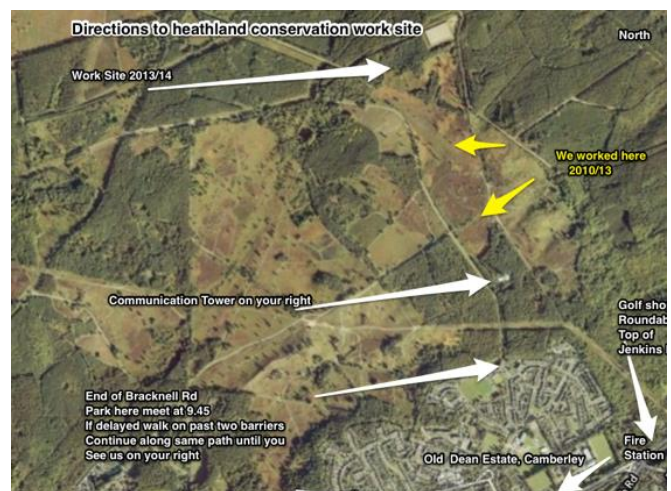 Directions to heathland conservation work site
North
Work Site 2013/14
We worked here
2010/13
Communication Tower on your right
Golf sho
Roundab
Top of
Jenkins
End of Bracknell Rd
Park here meet at 9.45
If delayed walk on past two barriers
Continue along same path until you
See us on your right
Fire
Station
Old Dean Estate, Camberley
Rd